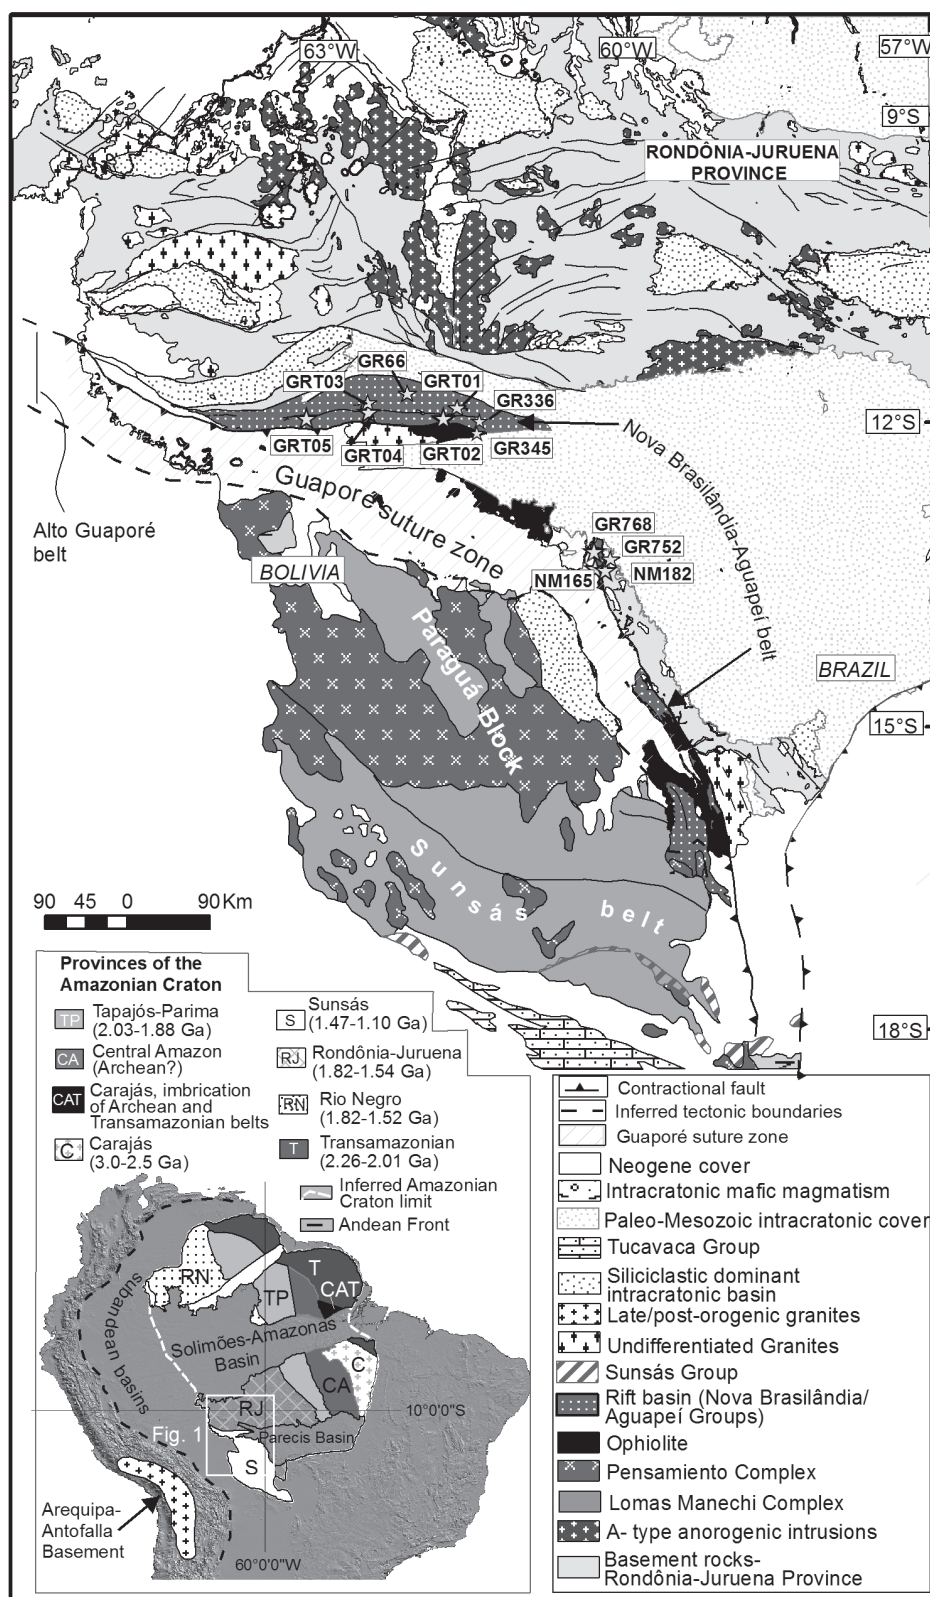 63°W
60°W
57°W
9°S
RONDÔNIA-JURUENA
PROVINCE
GR66
GRT03
GRT01
GR336
12°S
GRT05
GRT04
GRT02
GR345
Nova Brasilândia-Aguapeí belt
Guaporé suture zone
Alto Guaporé
belt
BOLIVIA
GR768
GR752
NM165
NM182
Paraguá Block
BRAZIL
15°S
Sunsás belt
90 45 0 90 Km
18°S
Provinces of the
Amazonian Craton
TP Tapajós-Parima
(2.03-1.88 Ga)
CA Central Amazon
(Archean?)
CAT Carajás, imbrication
of Archean and
Transamazonian belts
C Carajás
(3.0-2.5 Ga)
S Sunsás
(1.47-1.10 Ga)
RJ Rondônia-Juruena
(1.82-1.54 Ga)
RN Rio Negro
(1.82-1.52 Ga)
T Transamazonian
(2.26-2.01 Ga)
Inferred Amazonian
Craton limit
Andean Front
RN
T
CAT
TP
subandean basins
Solimões-Amazonas
Basin
C
CA
RJ
10°0'0"S
Fig. 1
Parecis Basin
S
Arequipa-
Antofalla
Basement
60°0'0"W
Contractional fault
Inferred tectonic boundaries
Guaporé suture zone
Neogene cover
Intracratonic mafic magmatism
Paleo-Mesozoic intracratonic cover
Tucavaca Group
Siliciclastic dominant
intracratonic basin
Late/post-orogenic granites
Undifferentiated Granites
Sunsás Group
Rift basin (Nova Brasilândia/
Aguapeí Groups)
Ophiolite
Pensamiento Complex
Lomas Manechi Complex
A- type anorogenic intrusions
Basement rocks-
Rondônia-Juruena Province